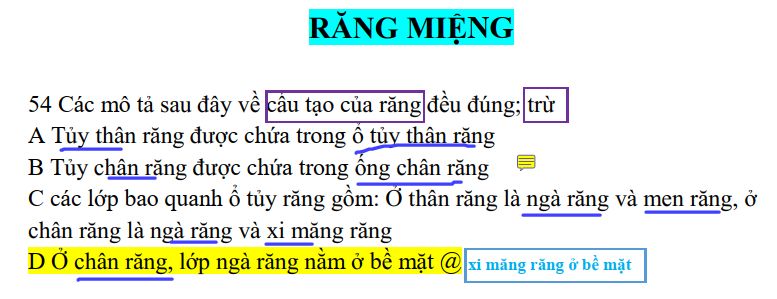 RĂNG MIỆNG
54 Các mô tả sau đây về cấu tạo của răng đều đúng; trừ
A Tủy thân răng được chứa trong ổ tủy thân răng
B Tủy chân răng được chứa trong ống chân răng
C các lớp bao quanh ổ tủy răng gồm: Ở thân răng là ngà răng và men răng, ở
chân răng là ngà răng và xi măng răng
D Ở chân răng, lớp ngà răng nằm ở bề mặt @ xi măng răng ở bề mặt